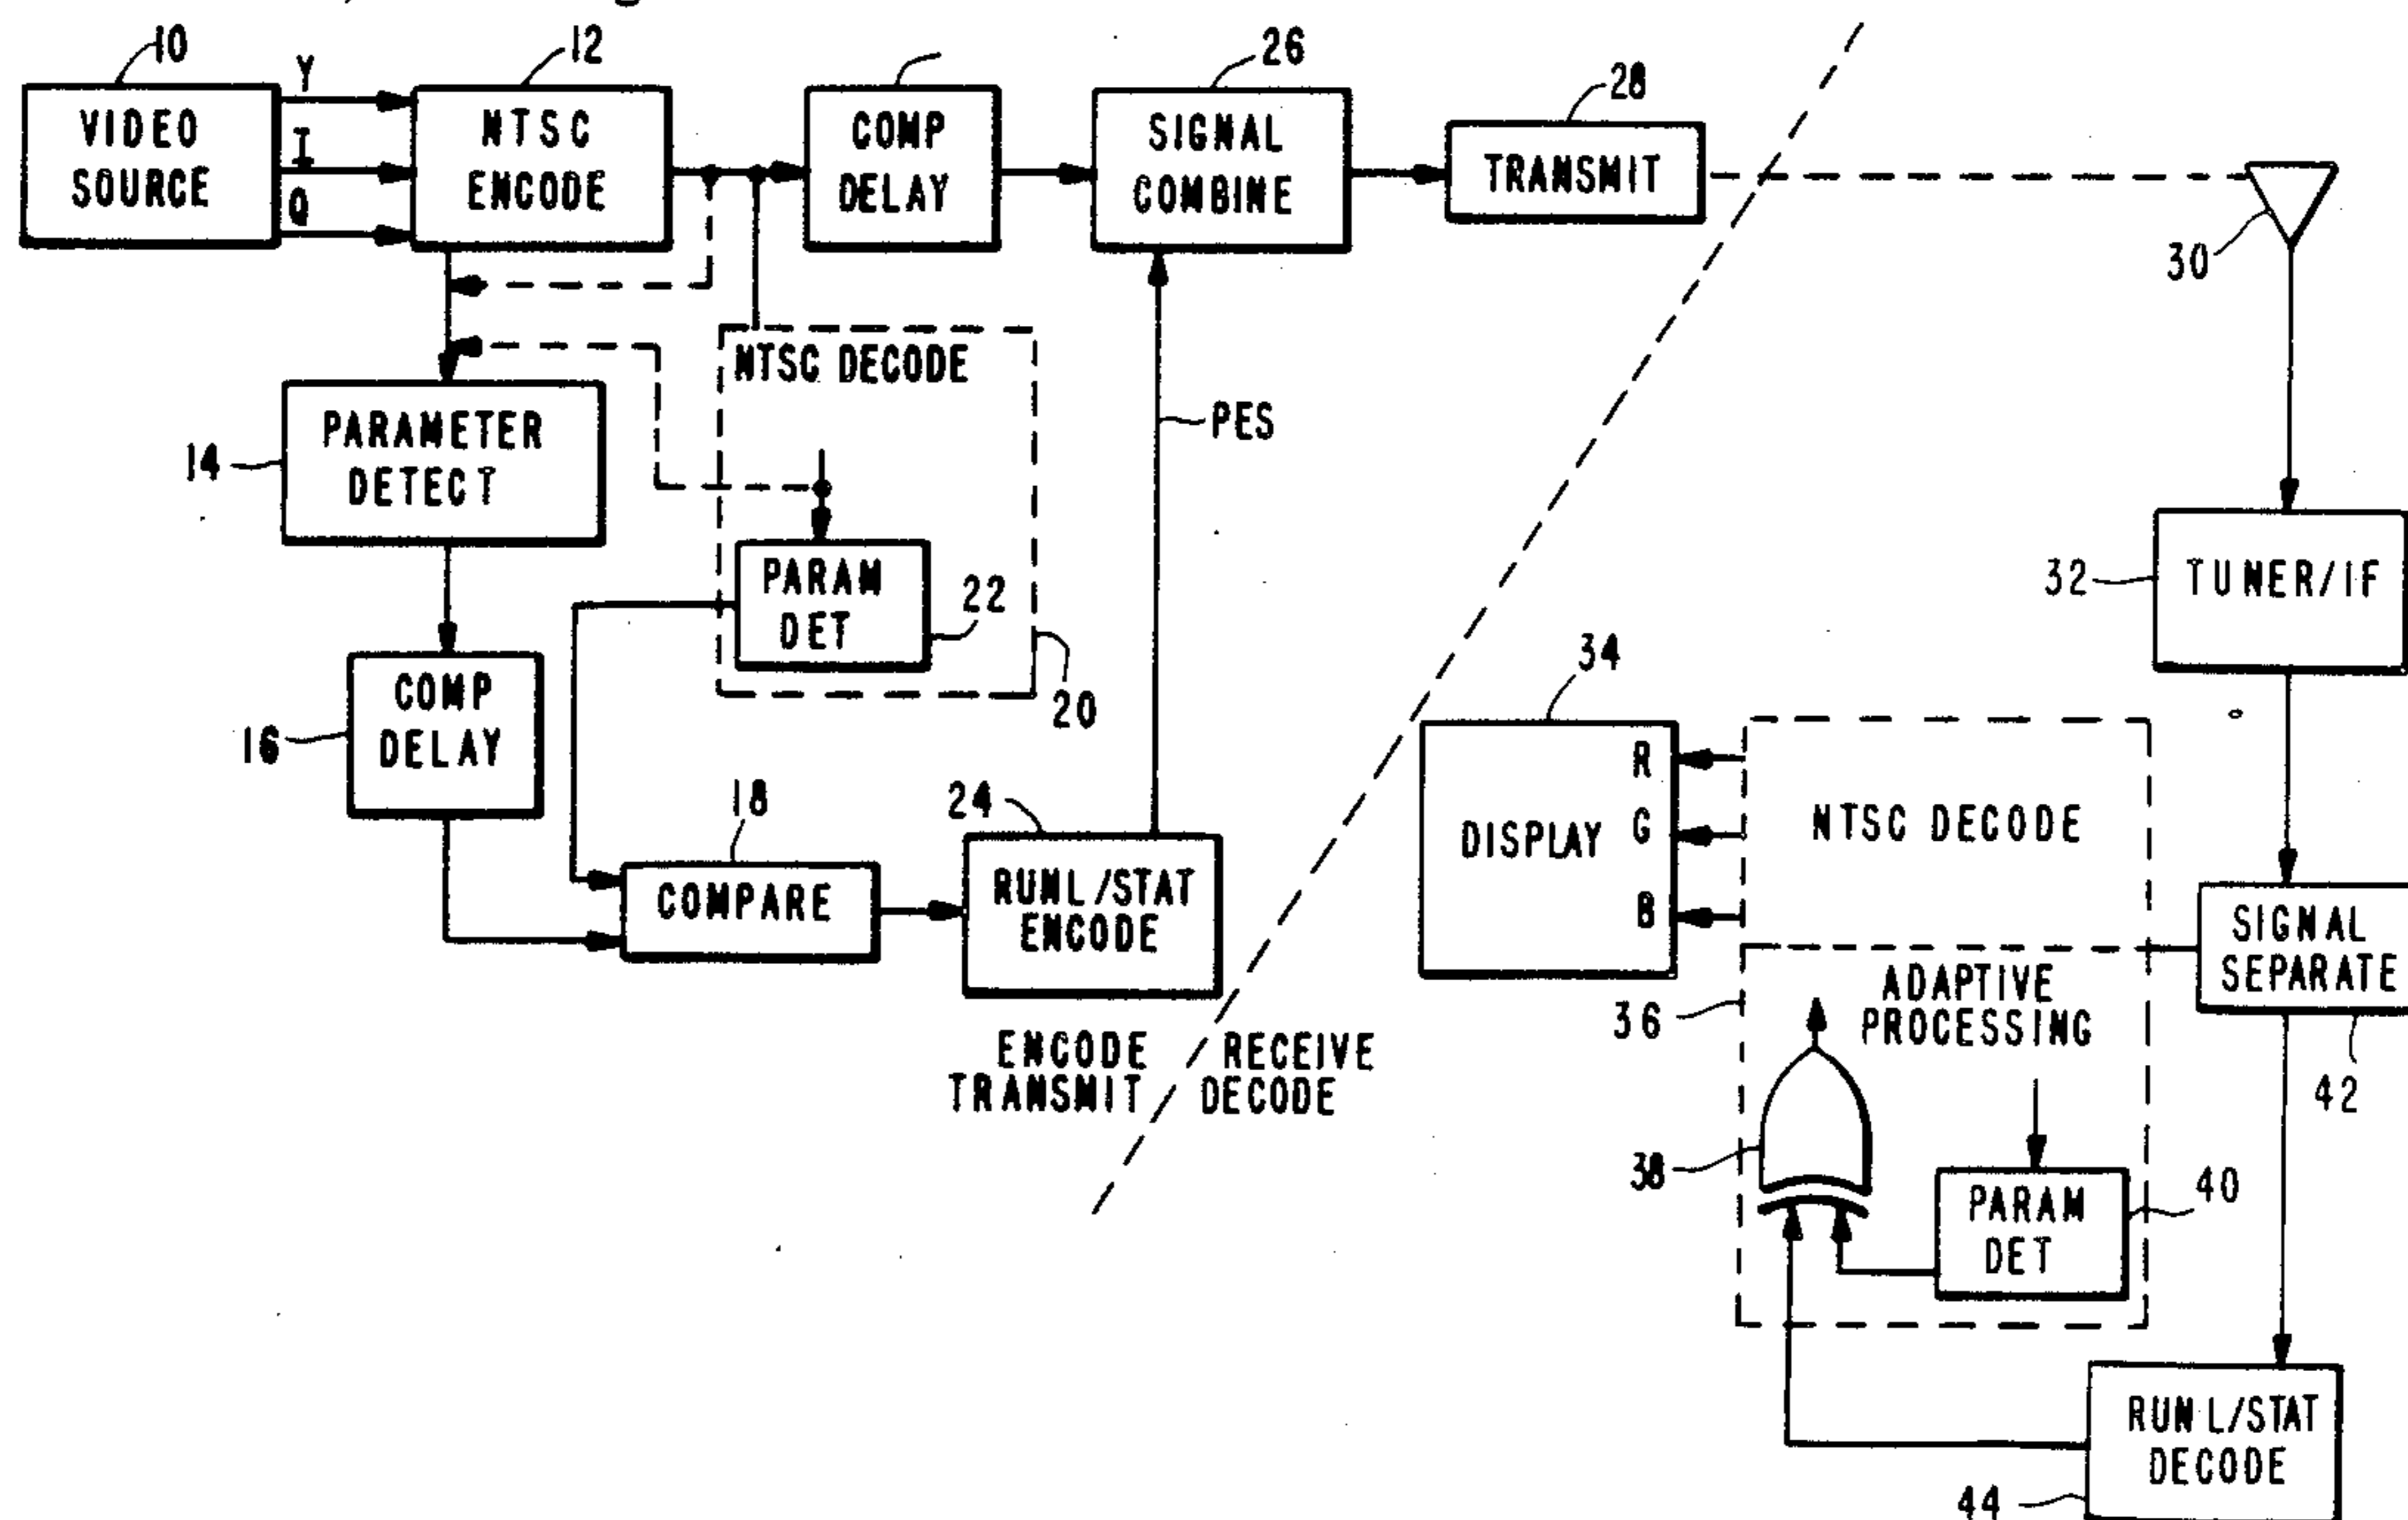 10
Y
12
26
28
VIDEO
SOURCE
I
Q
NTSC
ENCODE
COMP
DELAY
SIGNAL
COMBINE
TRANSMIT
30
NTSC DECODE
PARAMETER
DETECT
14
PES
PARAM
DET
22
20
32
TUNER/IF
COMP
DELAY
16
18
COMPARE
24
RUNL/STAT
ENCODE
34
DISPLAY
R
G
B
NTSC DECODE
ADAPTIVE
PROCESSING
36
SIGNAL
SEPARATE
42
ENCODE
TRANSMIT
RECEIVE
DECODE
38
PARAM
DET
40
RUN L/STAT
DECODE
44